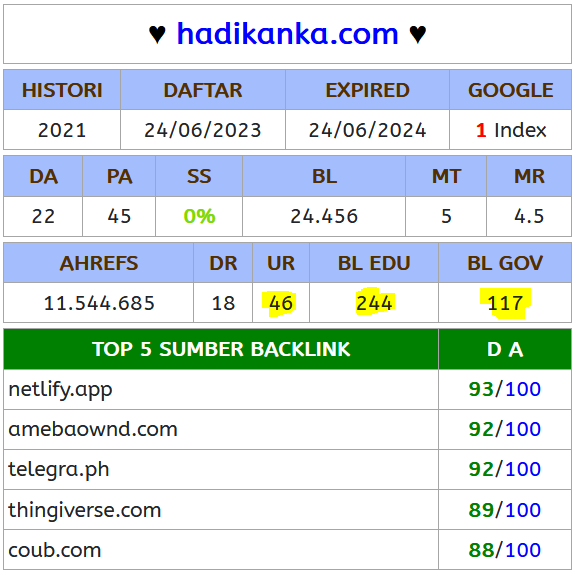 ♥ hadikanka.com ♥
HISTORI DAFTAR EXPIRED GOOGLE
2021 24/06/2023 24/06/2024 1 Index
DA PA SS BL MT MR
22 45 0% 24.456 5 4.5
AHREFS DR UR BL EDU BL GOV
11.544.685 18 46 244 117
TOP 5 SUMBER BACKLINK D A
netlify.app 93/100
amebaownd.com 92/100
telegra.ph 92/100
thingiverse.com 89/100
coub.com 88/100